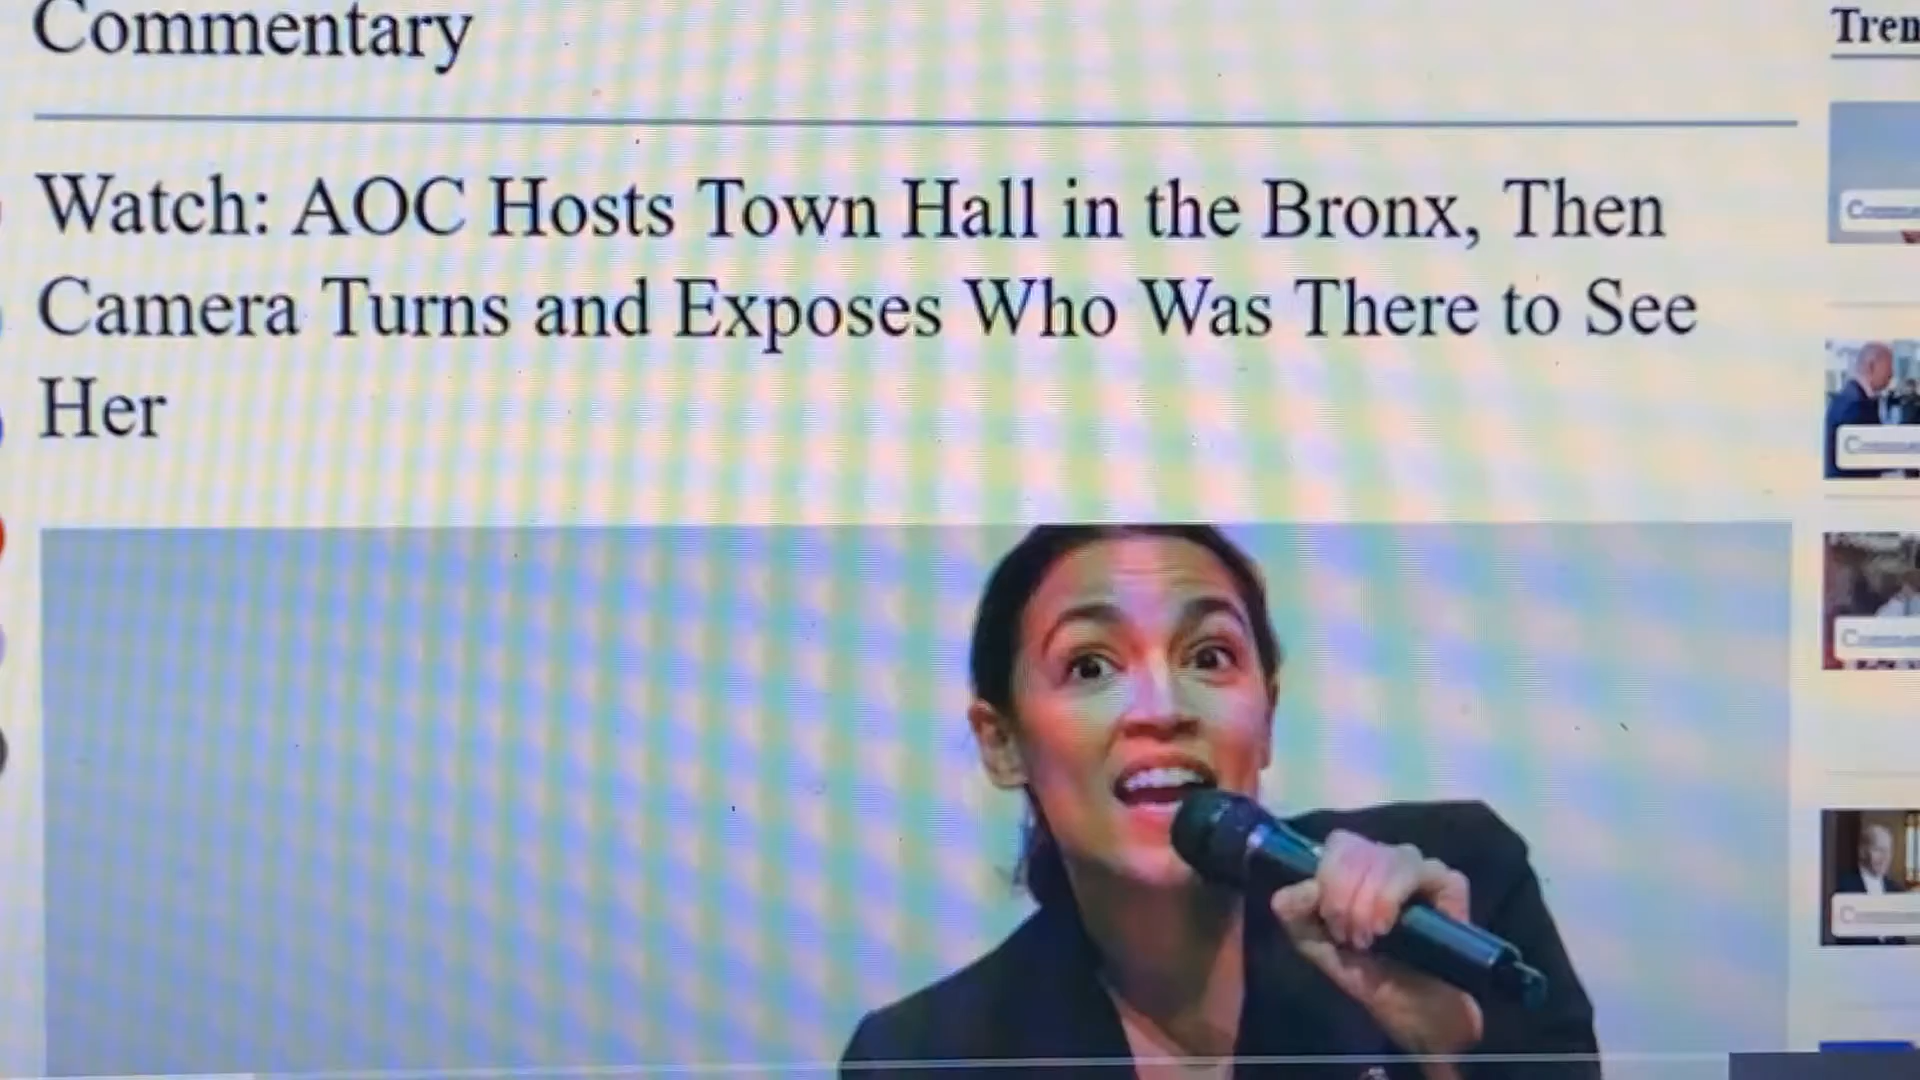 Commentary
Watch: AOC Hosts Town Hall in the Bronx, Then
Camera Turns and Exposes Who Was There to See
Her